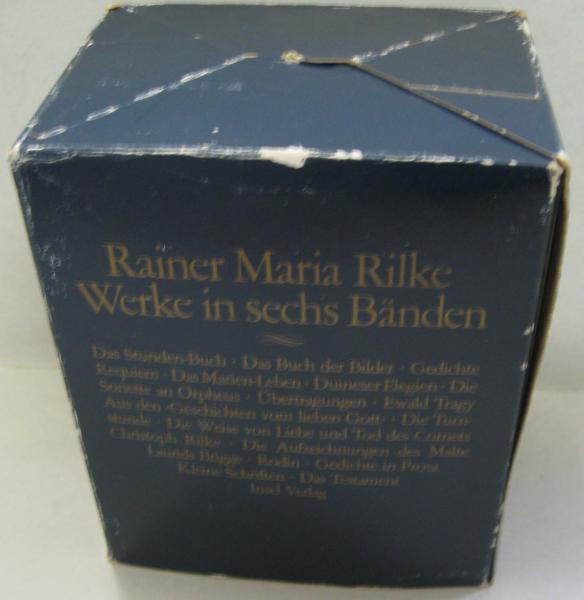 Rainer Maria Rilke
Werke in sechs Bänden
Das Stunden-Buch · Das Buch der Bilder · Gedichte
Requiem · Das Marien-Leben · Duineser Elegien · Die
Sonette an Orpheus · Übertragungen · Ewald Tragy
Aus den ›Geschichten vom lieben Gott‹ · Die Turn-
stunde · Die Weise von Liebe und Tod des Cornets
Christoph Rilke · Die Aufzeichnungen des Malte
Laurids Brigge · Rodin · Gedichte in Prosa
Kleine Schriften · Das Testament
Insel Verlag